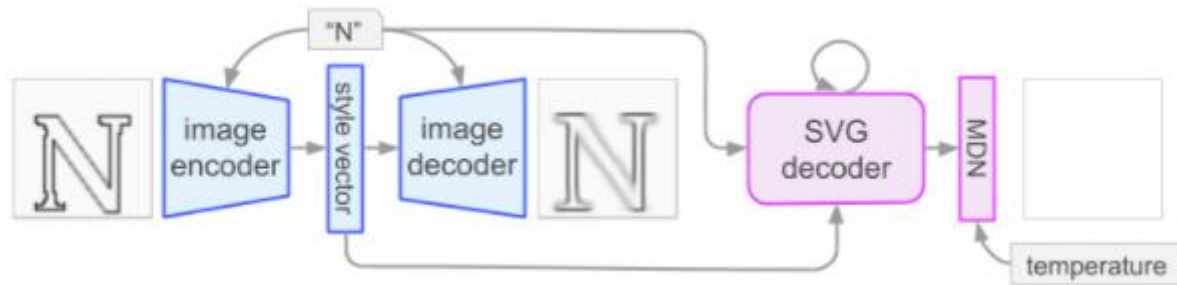 “N”
N
image
encoder
style vector
image
decoder
N
SVG
decoder
MDN
temperature